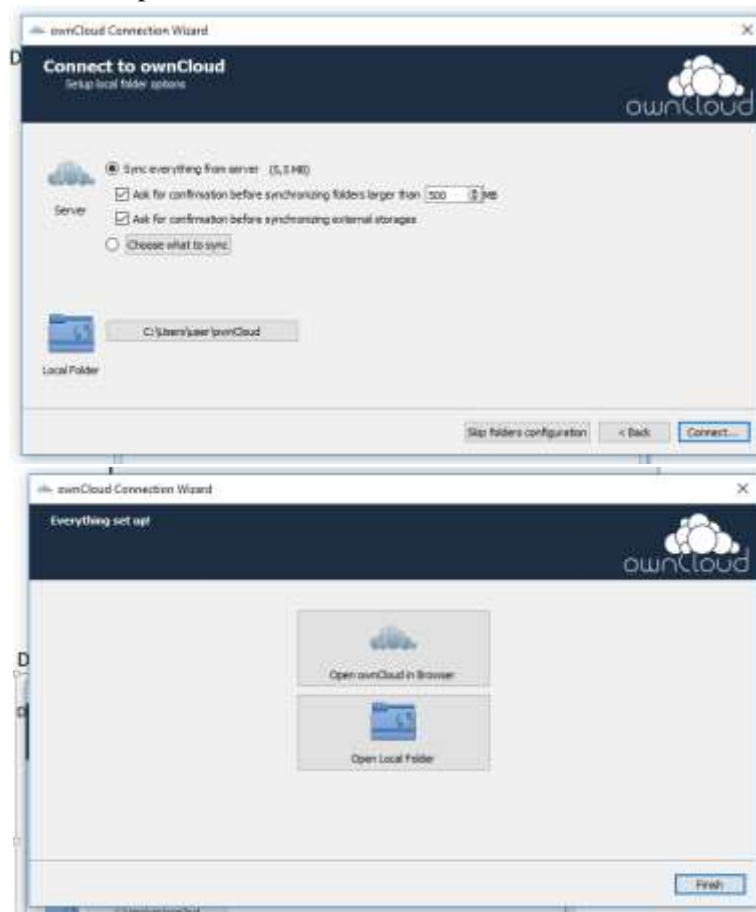 ownCloud Connection Wizard
D
Connect to ownCloud
Setup local folder options
ownCloud
Sync everything from server (5,5 MB)
Ask for confirmation before synchronizing folders larger than 500 MB
Server
Ask for confirmation before synchronizing external storages
Choose what to sync
C:\Users\user\ownCloud
Local Folder
Skip folders configuration < Back Connect...
ownCloud Connection Wizard
Everything set up!
ownCloud
Open ownCloud in Browser
D
Open Local Folder
Finish